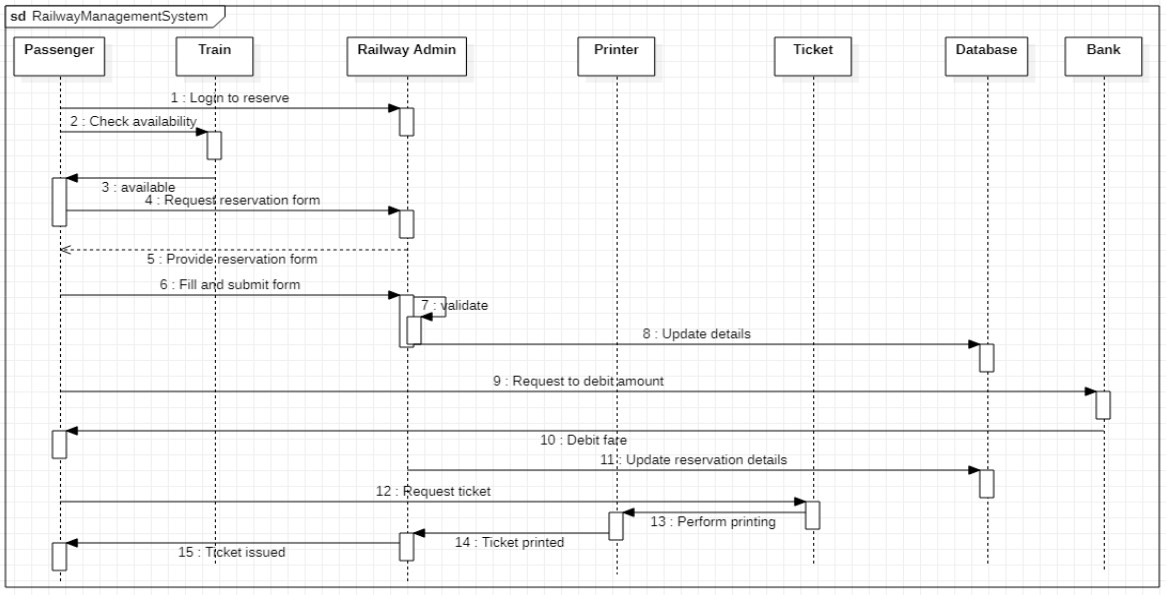 sd RailwayManagementSystem
Passenger
Train
Railway Admin
Printer
Ticket
Database
Bank
1 : Login to reserve
2 : Check availability
3 : available
4 : Request reservation form
5 : Provide reservation form
6 : Fill and submit form
7 : validate
8 : Update details
9 : Request to debit amount
10 : Debit fare
11 : Update reservation details
12 : Request ticket
13 : Perform printing
14 : Ticket printed
15 : Ticket issued